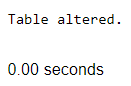 Table altered.
0.00 seconds